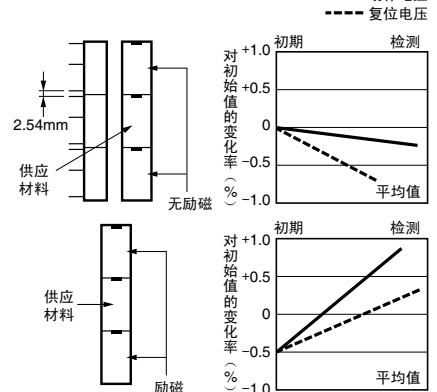 复位电压
2.54mm
供应
材料
无励磁
对初始值的变化率(%)
初期 检测
+1.0
+0.5
0
−0.5
−1.0
平均值
供应
材料
励磁
对初始值的变化率(%)
初期 检测
+1.0
+0.5
0
−0.5
−1.0
平均值